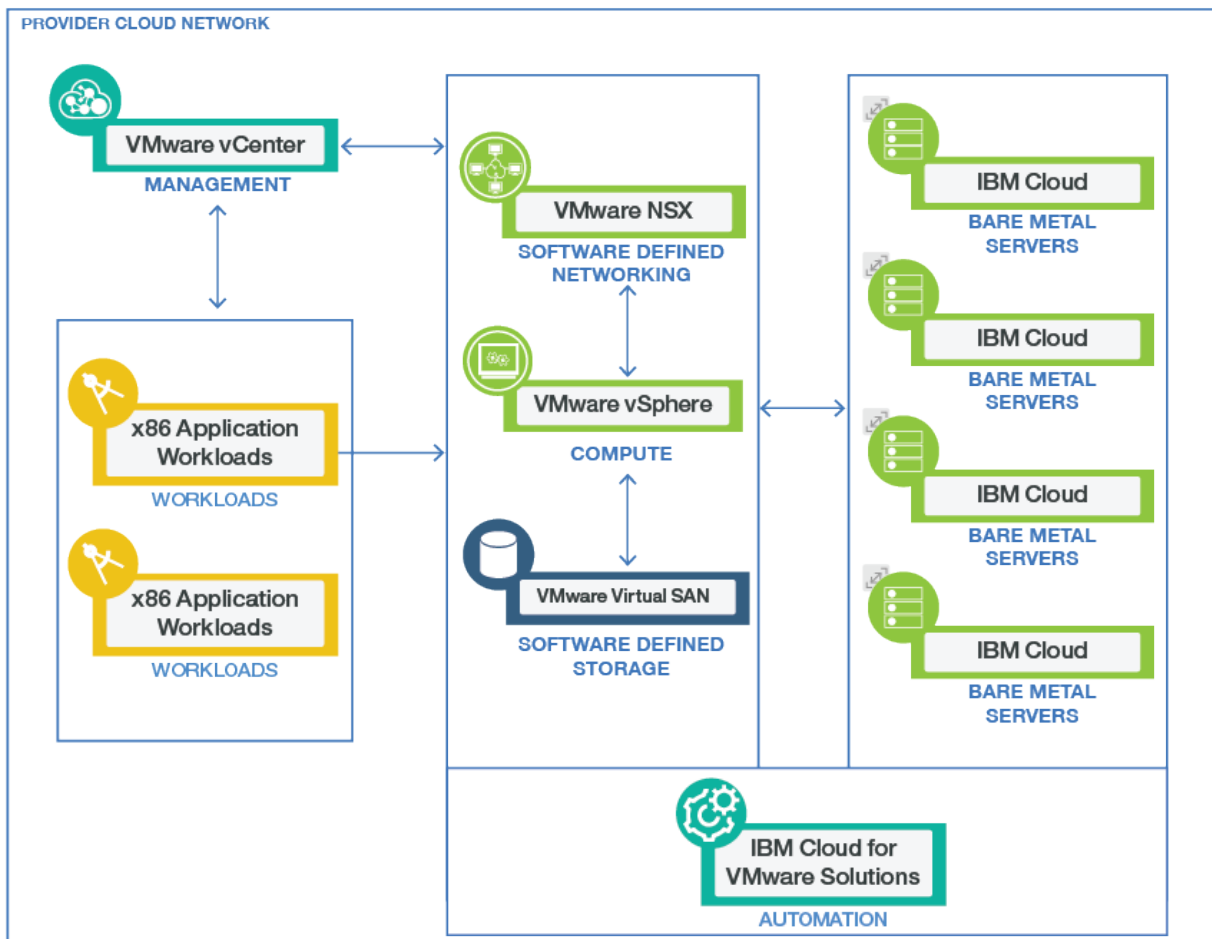 PROVIDER CLOUD NETWORK
VMware vCenter
MANAGEMENT
x86 Application
Workloads
WORKLOADS
x86 Application
Workloads
WORKLOADS
VMware NSX
SOFTWARE DEFINED
NETWORKING
VMware vSphere
COMPUTE
VMware Virtual SAN
SOFTWARE DEFINED
STORAGE
IBM Cloud
BARE METAL
SERVERS
IBM Cloud
BARE METAL
SERVERS
IBM Cloud
BARE METAL
SERVERS
IBM Cloud
BARE METAL
SERVERS
IBM Cloud for
VMware Solutions
AUTOMATION